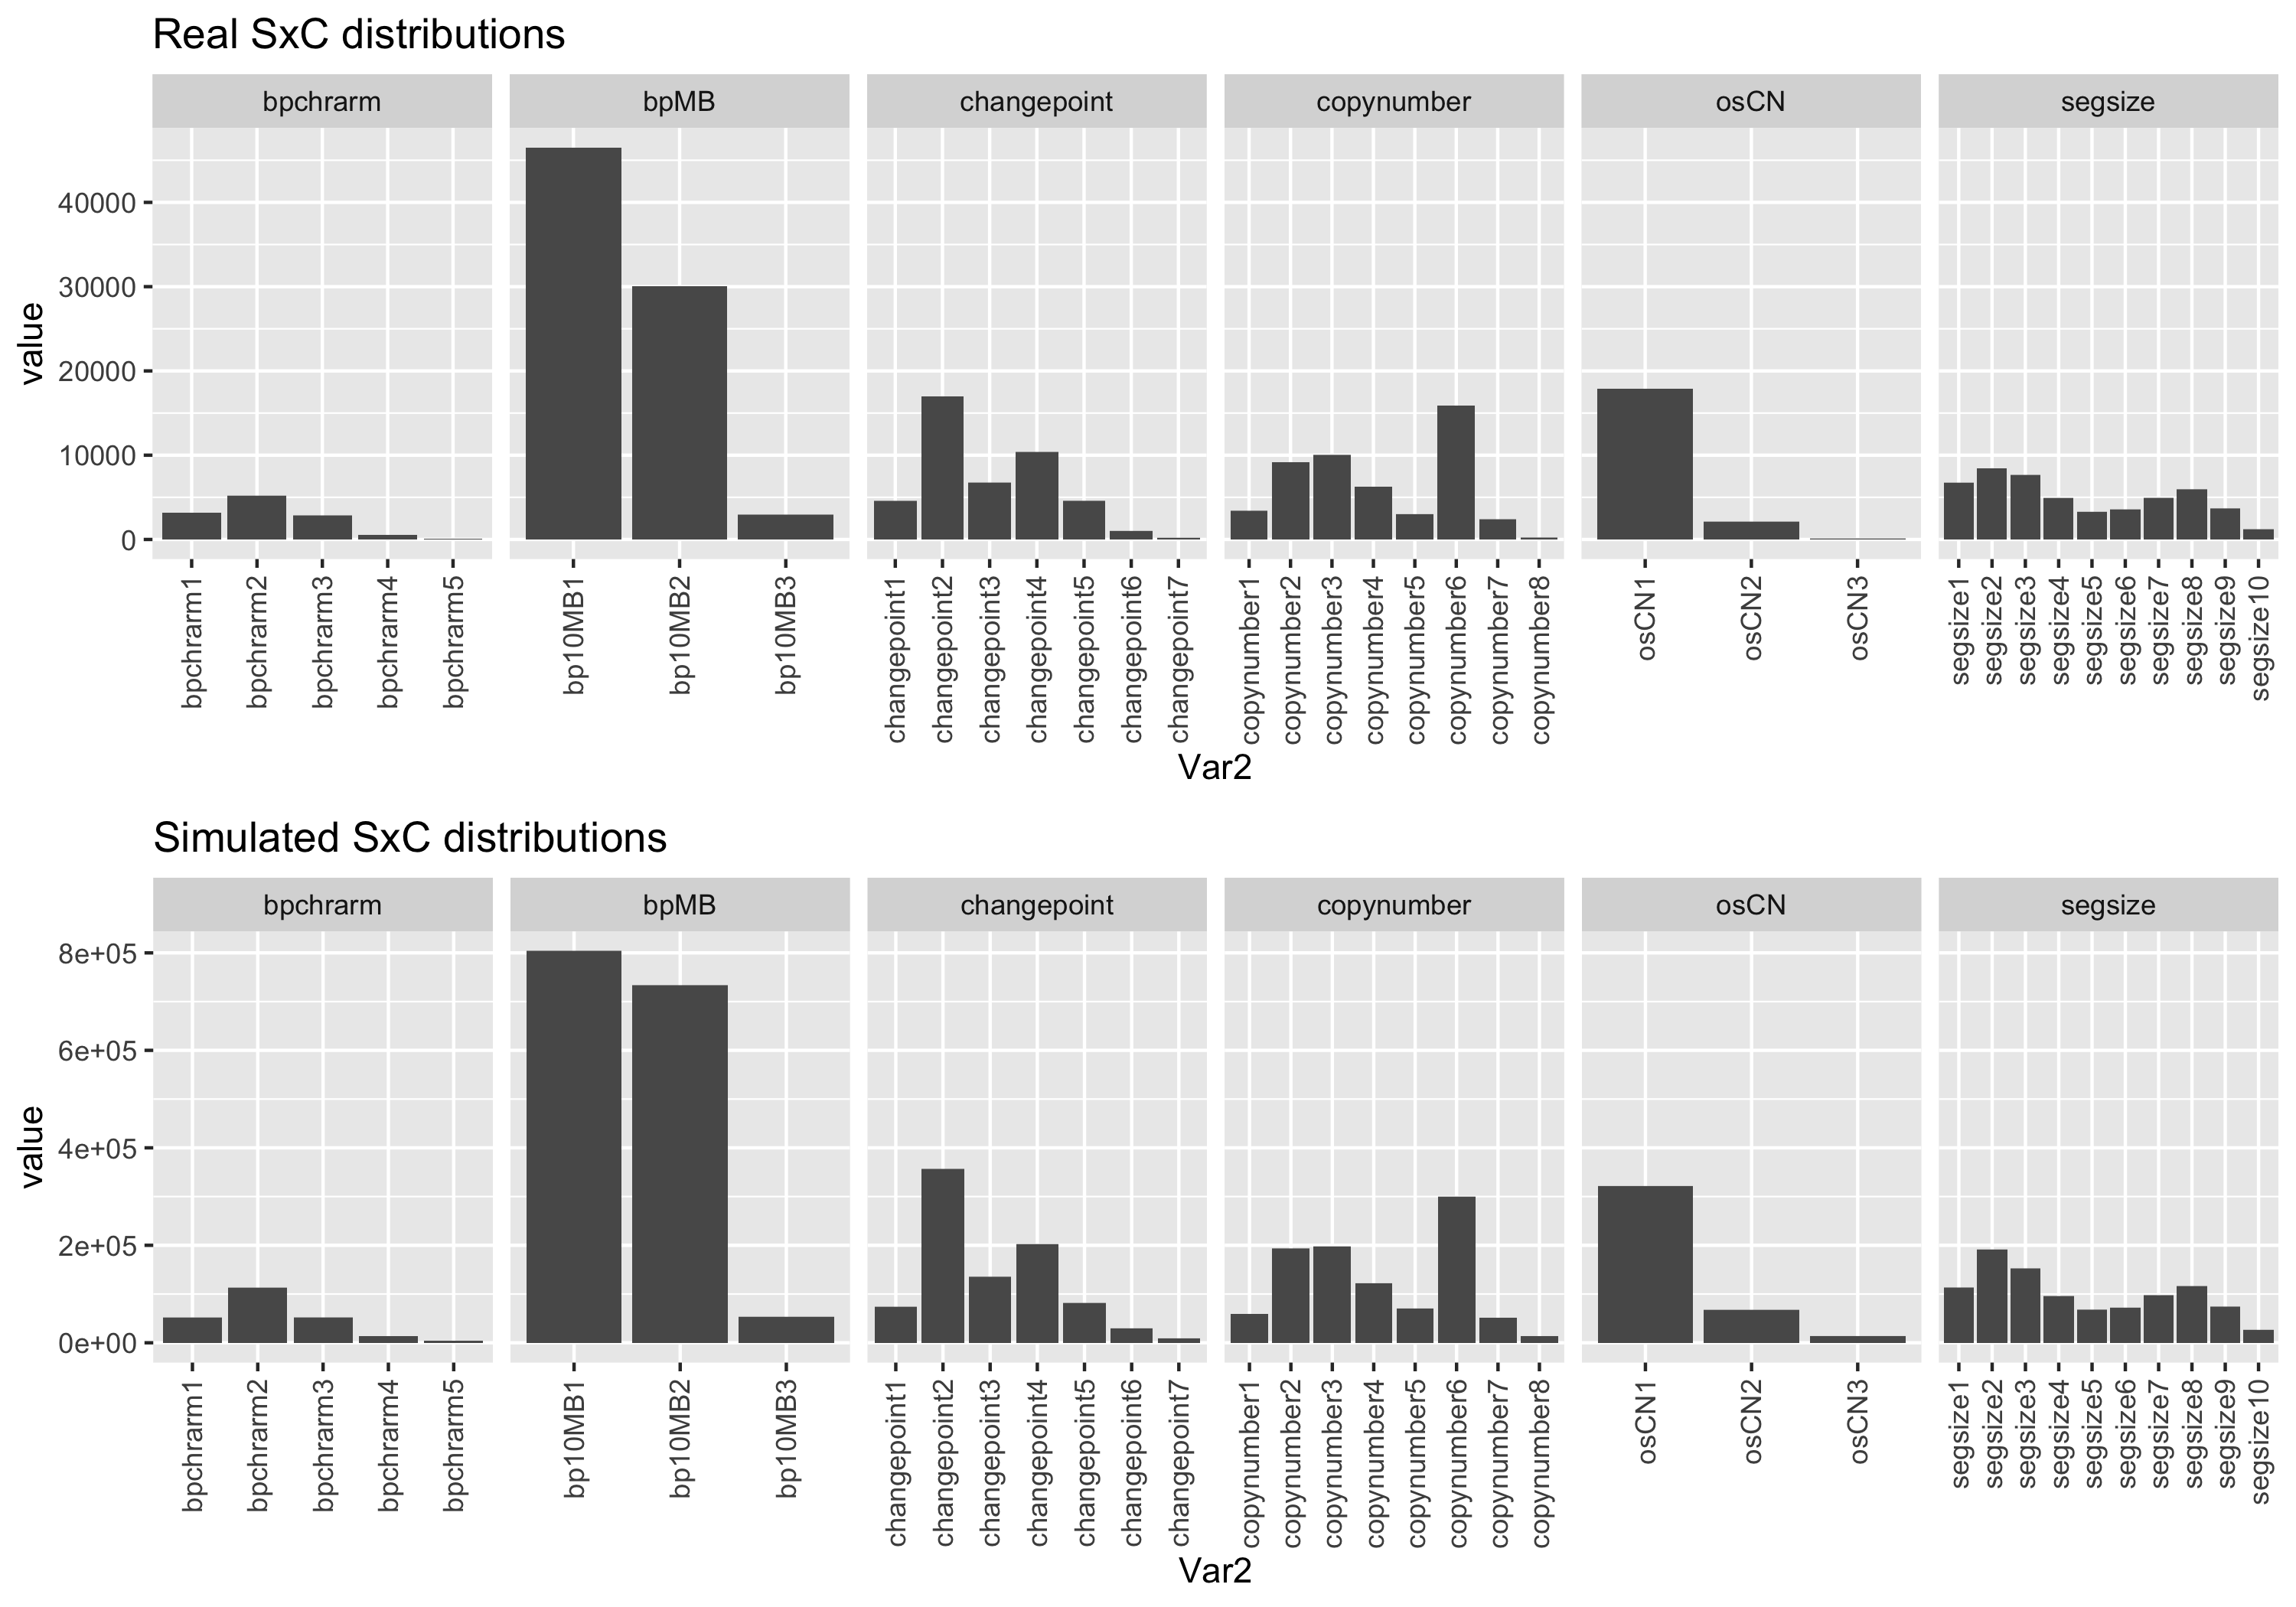 Real SxC distributions
bpchrarm bpMB changepoint copynumber osCN segsize
value
40000
30000
20000
10000
0
bpchrarm1 bpchrarm2 bpchrarm3 bpchrarm4 bpchrarm5 bp10MB1 bp10MB2 bp10MB3 changepoint1 changepoint2 changepoint3 changepoint4 changepoint5 changepoint6 changepoint7 copynumber1 copynumber2 copynumber3 copynumber4 copynumber5 copynumber6 copynumber7 copynumber8 osCN1 osCN2 osCN3 segsize1 segsize2 segsize3 segsize4 segsize5 segsize6 segsize7 segsize8 segsize9 segsize10
Var2
Simulated SxC distributions
bpchrarm bpMB changepoint copynumber osCN segsize
value
8e+05
6e+05
4e+05
2e+05
0e+00
bpchrarm1 bpchrarm2 bpchrarm3 bpchrarm4 bpchrarm5 bp10MB1 bp10MB2 bp10MB3 changepoint1 changepoint2 changepoint3 changepoint4 changepoint5 changepoint6 changepoint7 copynumber1 copynumber2 copynumber3 copynumber4 copynumber5 copynumber6 copynumber7 copynumber8 osCN1 osCN2 osCN3 segsize1 segsize2 segsize3 segsize4 segsize5 segsize6 segsize7 segsize8 segsize9 segsize10
Var2